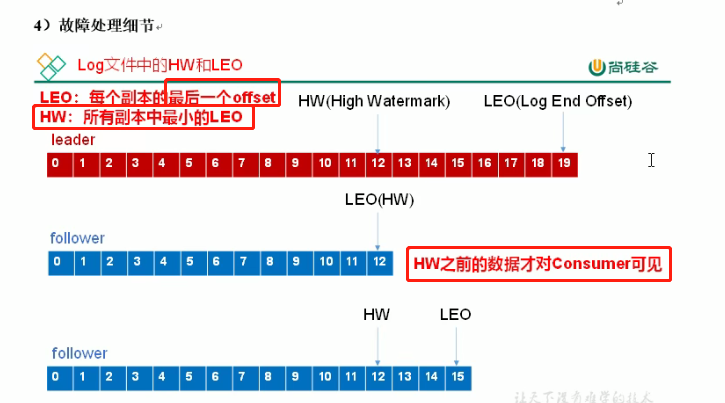 4）故障处理细节
Log文件中的HW和LEO
尚硅谷
LEO：每个副本的最后一个offset
HW：所有副本中最小的LEO
HW(High Watermark)
LEO(Log End Offset)
leader
0 1 2 3 4 5 6 7 8 9 10 11 12 13 14 15 16 17 18 19
LEO(HW)
follower
0 1 2 3 4 5 6 7 8 9 10 11 12
HW之前的数据才对Consumer可见
HW
LEO
follower
0 1 2 3 4 5 6 7 8 9 10 11 12 13 14 15
让天下没有难学的技术